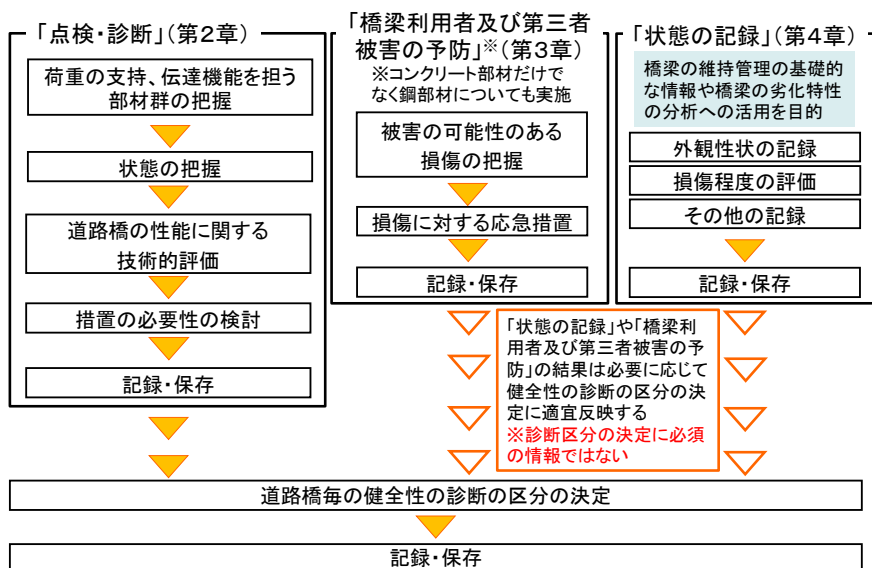 「点検・診断」(第2章)
荷重の支持、伝達機能を担う
部材群の把握
状態の把握
道路橋の性能に関する
技術的評価
措置の必要性の検討
記録・保存
「橋梁利用者及び第三者
被害の予防」※(第3章)
※コンクリート部材だけで
なく鋼部材についても実施
被害の可能性のある
損傷の把握
損傷に対する応急措置
記録・保存
「状態の記録」(第4章)
橋梁の維持管理の基礎的
な情報や橋梁の劣化特性
の分析への活用を目的
外観性状の記録
損傷程度の評価
その他の記録
記録・保存
「状態の記録」や「橋梁利
用者及び第三者被害の予
防」の結果は必要に応じて
健全性の診断の区分の決
定に適宜反映する
※診断区分の決定に必須
の情報ではない
道路橋毎の健全性の診断の区分の決定
記録・保存